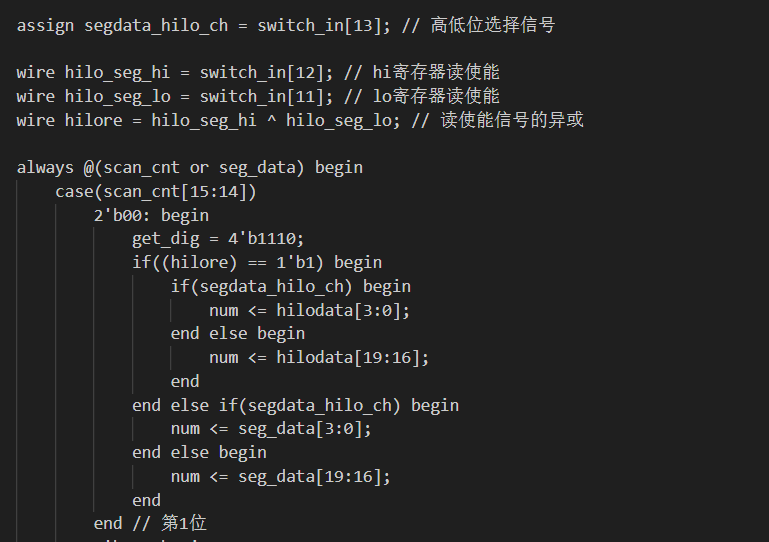 assign segdata_hilo_ch = switch_in[13]; // 高低位选择信号
wire hilo_seg_hi = switch_in[12]; // hi寄存器读使能
wire hilo_seg_lo = switch_in[11]; // lo寄存器读使能
wire hilore = hilo_seg_hi ^ hilo_seg_lo; // 读使能信号的异或
always @(scan_cnt or seg_data) begin
case(scan_cnt[15:14])
2'b00: begin
get_dig = 4'b1110;
if((hilore) == 1'b1) begin
if(segdata_hilo_ch) begin
num <= hilodata[3:0];
end else begin
num <= hilodata[19:16];
end
end else if(segdata_hilo_ch) begin
num <= seg_data[3:0];
end else begin
num <= seg_data[19:16];
end
end // 第1位